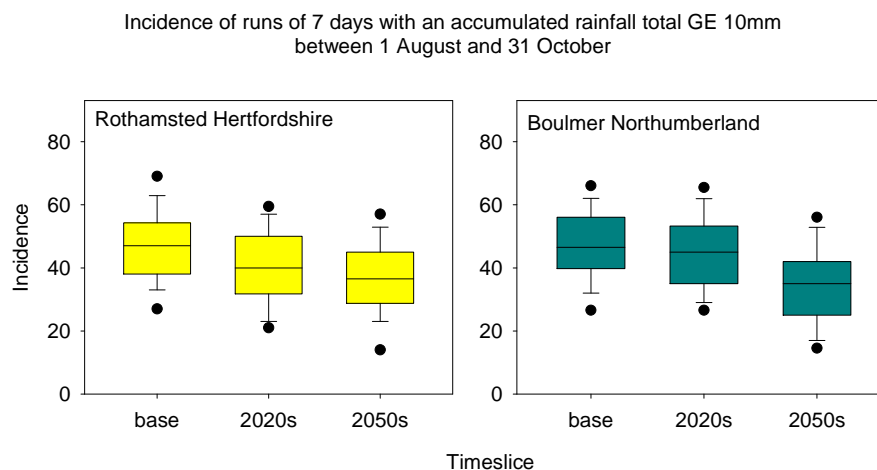 Incidence of runs of 7 days with an accumulated rainfall total GE 10mm
between 1 August and 31 October
Rothamsted Hertfordshire
Boulmer Northumberland
Incidence
80
60
40
20
0
80
60
40
20
0
base 2020s 2050s
base 2020s 2050s
Timeslice